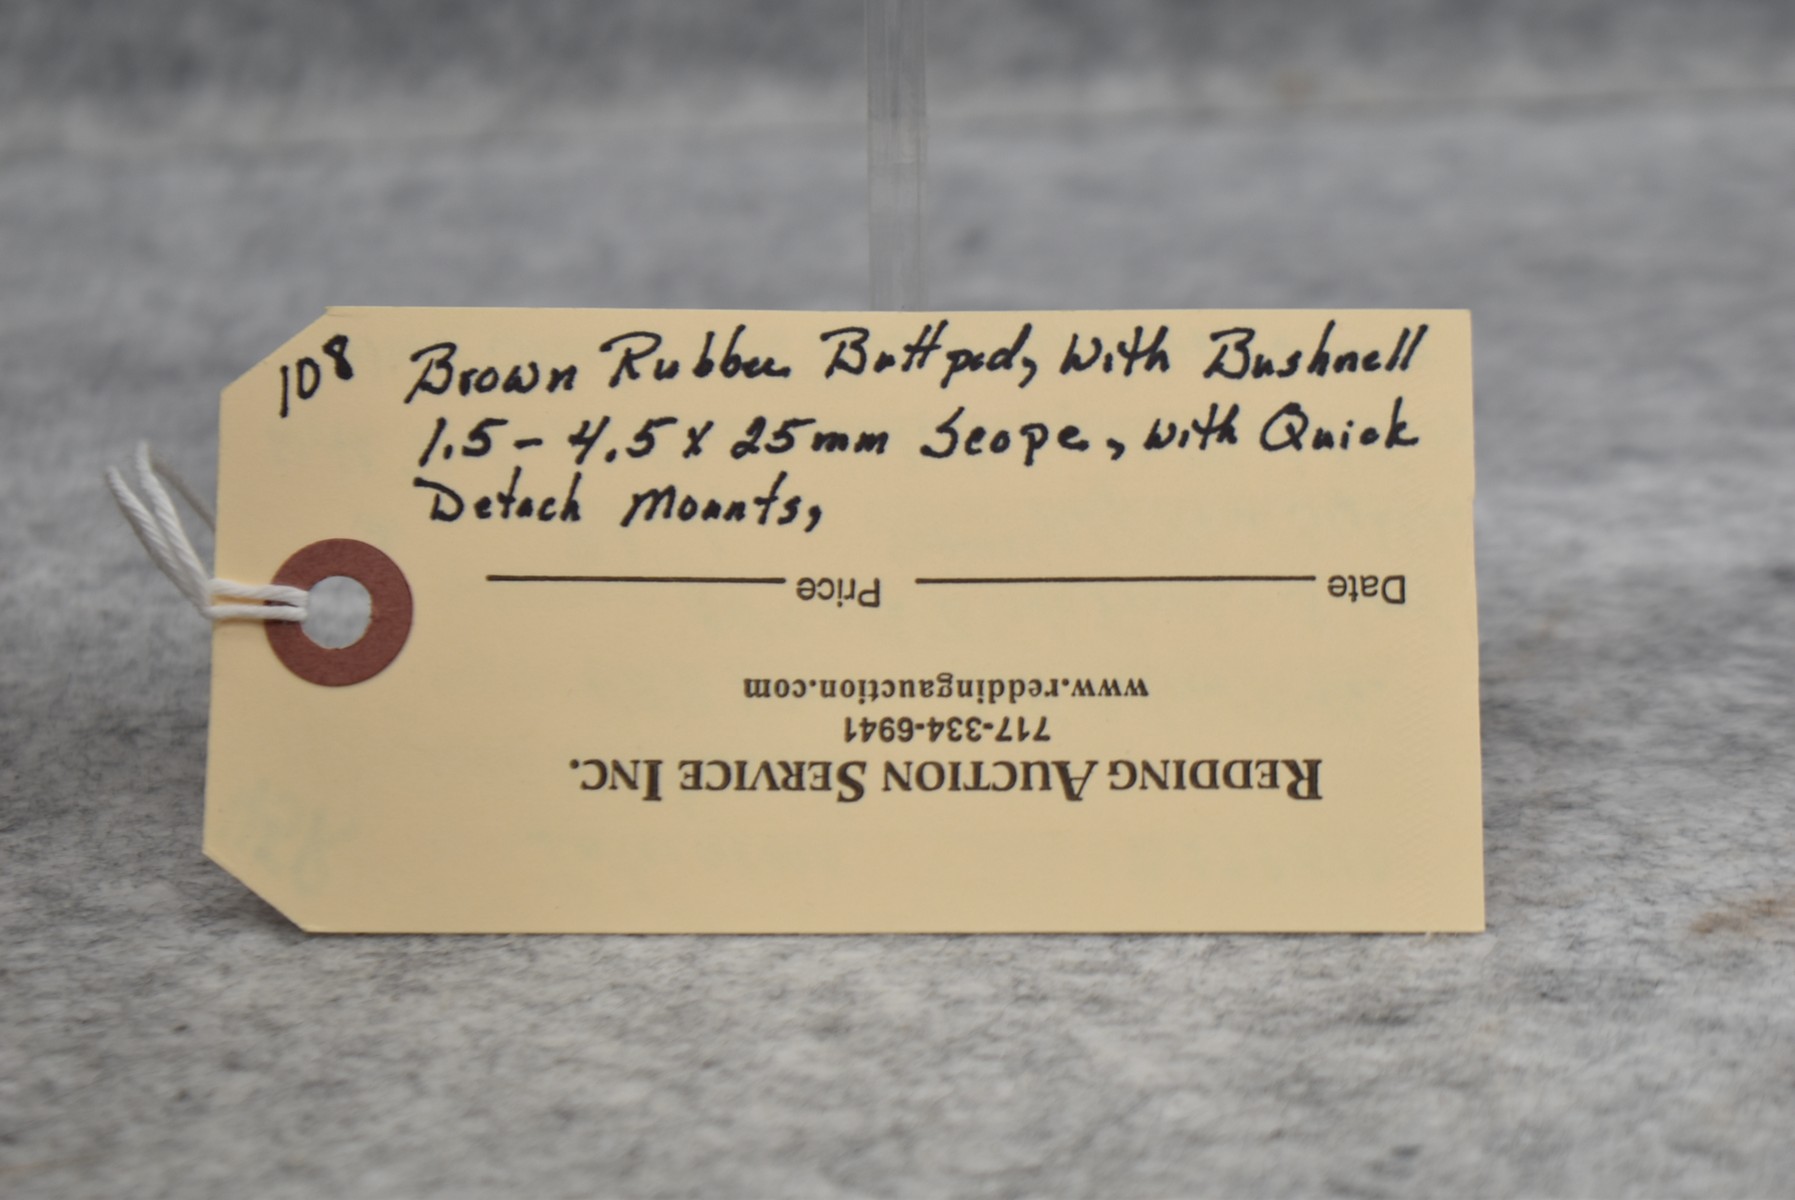 108 Brown Rubber Buttpad, With Bushnell
1.5-4.5 x 25mm Scope, with Quick
Detach Mounts,
Date Price
www.reddingauction.com
717-334-6941
REDDING AUCTION SERVICE INC.